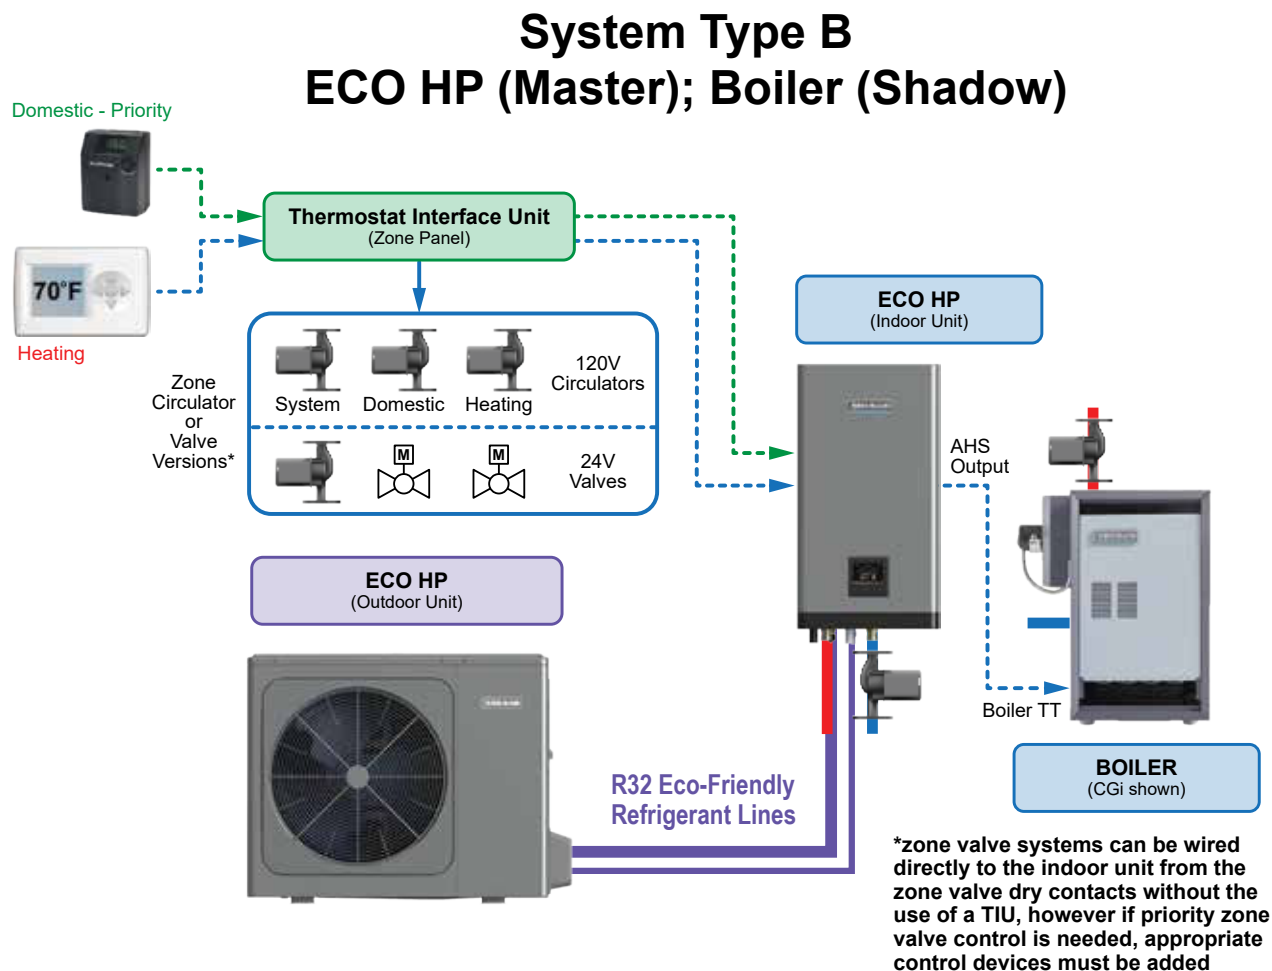 System Type B
ECO HP (Master); Boiler (Shadow)
Domestic - Priority
Thermostat Interface Unit
(Zone Panel)
70°F
Heating
ECO HP
(Indoor Unit)
Zone
Circulator
or
Valve
Versions*
System
Domestic
Heating
120V
Circulators
M
M
24V
Valves
AHS
Output
ECO HP
(Outdoor Unit)
Boiler TT
BOILER
(CGi shown)
R32 Eco-Friendly
Refrigerant Lines
*zone valve systems can be wired
directly to the indoor unit from the
zone valve dry contacts without the
use of a TIU, however if priority zone
valve control is needed, appropriate
control devices must be added